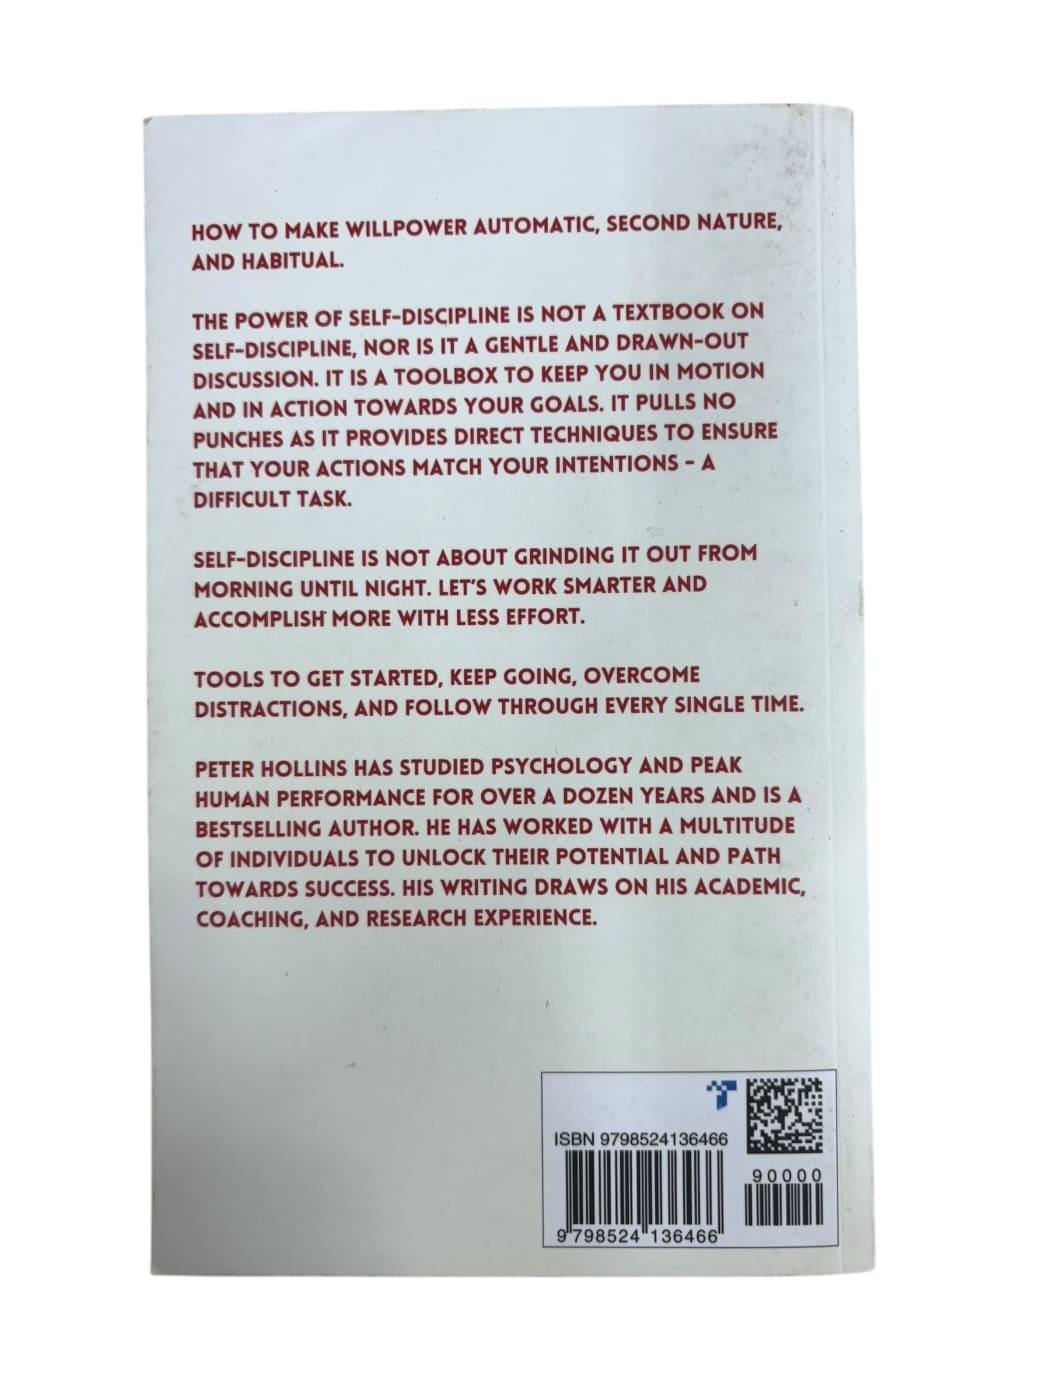 HOW TO MAKE WILLPOWER AUTOMATIC, SECOND NATURE,
AND HABITUAL.
THE POWER OF SELF-DISCIPLINE IS NOT A TEXTBOOK ON
SELF-DISCIPLINE, NOR IS IT A GENTLE AND DRAWN-OUT
DISCUSSION. IT IS A TOOLBOX TO KEEP YOU IN MOTION
AND IN ACTION TOWARDS YOUR GOALS. IT PULLS NO
PUNCHES AS IT PROVIDES DIRECT TECHNIQUES TO ENSURE
THAT YOUR ACTIONS MATCH YOUR INTENTIONS - A
DIFFICULT TASK.
SELF-DISCIPLINE IS NOT ABOUT GRINDING IT OUT FROM
MORNING UNTIL NIGHT. LET'S WORK SMARTER AND
ACCOMPLISH MORE WITH LESS EFFORT.
TOOLS TO GET STARTED, KEEP GOING, OVERCOME
DISTRACTIONS, AND FOLLOW THROUGH EVERY SINGLE TIME.
PETER HOLLINS HAS STUDIED PSYCHOLOGY AND PEAK
HUMAN PERFORMANCE FOR OVER A DOZEN YEARS AND IS A
BESTSELLING AUTHOR. HE HAS WORKED WITH A MULTITUDE
OF INDIVIDUALS TO UNLOCK THEIR POTENTIAL AND PATH
TOWARDS SUCCESS. HIS WRITING DRAWS ON HIS ACADEMIC,
COACHING, AND RESEARCH EXPERIENCE.
ISBN 9798524136466
90000
9 798524 136466